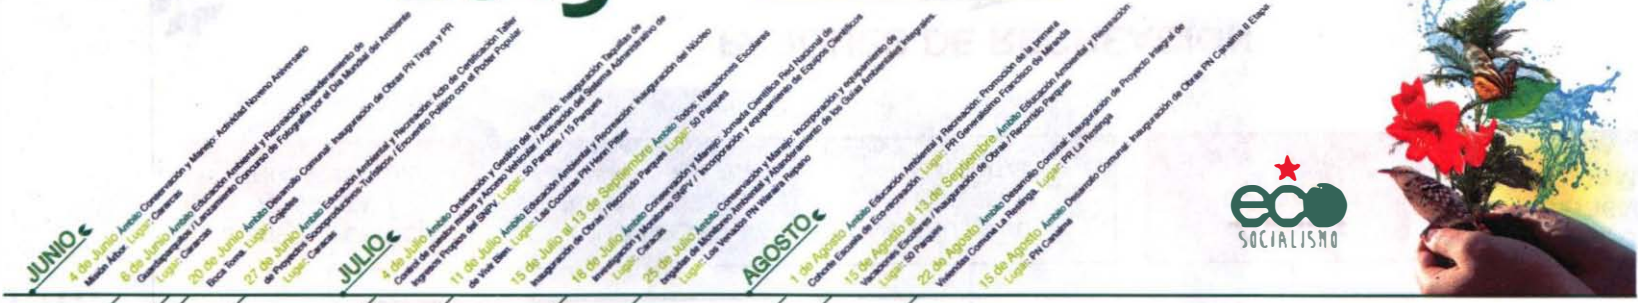 JUNIO
4 de Junio Ámbito Conservación y Manejo: Actividad Noveno Aniversario
Misión Árbol. Lugar: Caracas
6 de Junio Ámbito Educación Ambiental y Recreación: Abanderamiento de
Guardaparques / Lanzamiento Concurso de Fotografía por el Día Mundial del Ambiente
Lugar: Caracas
20 de Junio Ámbito Desarrollo Comunal: Inauguración de Obras PN Tirgua y PR
Boca Toma. Lugar: Cojedes
27 de Junio Ámbito Educación Ambiental y Recreación: Acto de Certificación Taller
de Proyectos Socioproductivos-Turístico / Encuentro Político con el Poder Popular.
Lugar: Caracas
JULIO
4 de Julio Ámbito Ordenación y Gestión del Territorio: Inauguración Taquillas de
Control de puestos mixtos y Acceso Vehicular / Activación del Sistema Administrativo de
Ingresos Propios del SNPV. Lugar: 50 Parques / 15 Parques
11 de Julio Ámbito Educación Ambiental y Recreación: Inauguración del Núcleo
de Vivir Bien. Lugar: Las Cocuizas PN Henri Pittier
15 de Julio al 13 de Septiembre Ámbito Todos: Vacaciones Escolares
Inauguración de Obras / Recorrido Parques Lugar: 50 Parques
18 de Julio Ámbito Conservación y Manejo: Jornada Científica Red Nacional de
Investigación y Monitoreo SNPV / Incorporación y equipamiento de Equipos Científicos
Lugar: Caracas
25 de Julio Ámbito Conservación y Manejo: Incorporación y equipamiento de
brigadas de Monitoreo Ambiental y Abanderamiento de los Guías Ambientales Integrales.
Lugar: Los Venados PN Waraira Repano
AGOSTO
1 de Agosto Ámbito Educación Ambiental y Recreación: Promoción de la primera
Cohorte Escuela de Eco-recreación Lugar: PR Generalísimo Francisco de Miranda
15 de Agosto al 13 de Septiembre Ámbito Educación Ambiental y Recreación
Vacaciones Escolares / Inauguración de Obras / Recorrido Parques
Lugar: 50 Parques
22 de Agosto Ámbito Desarrollo Comunal: Inauguración de Proyecto Integral de
Viviendas Comuna La Restinga. Lugar: PR La Restinga
15 de Agosto Ámbito Desarrollo Comunal: Inauguración de Obras PN Canaima II Etapa.
Lugar: PN Canaima
eco
SOCIALISMO